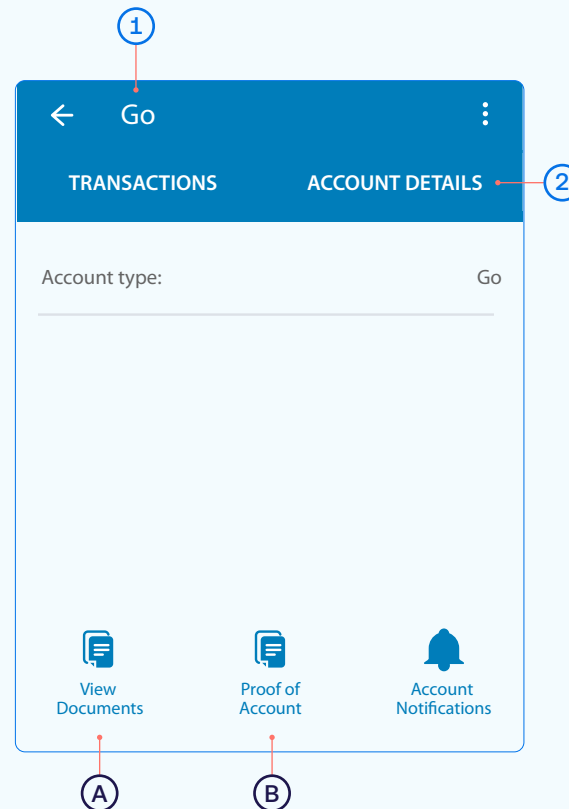 1
Go
TRANSACTIONS
ACCOUNT DETAILS
2
Account type:
Go
View
Documents
Proof of
Account
Account
Notifications
A
B